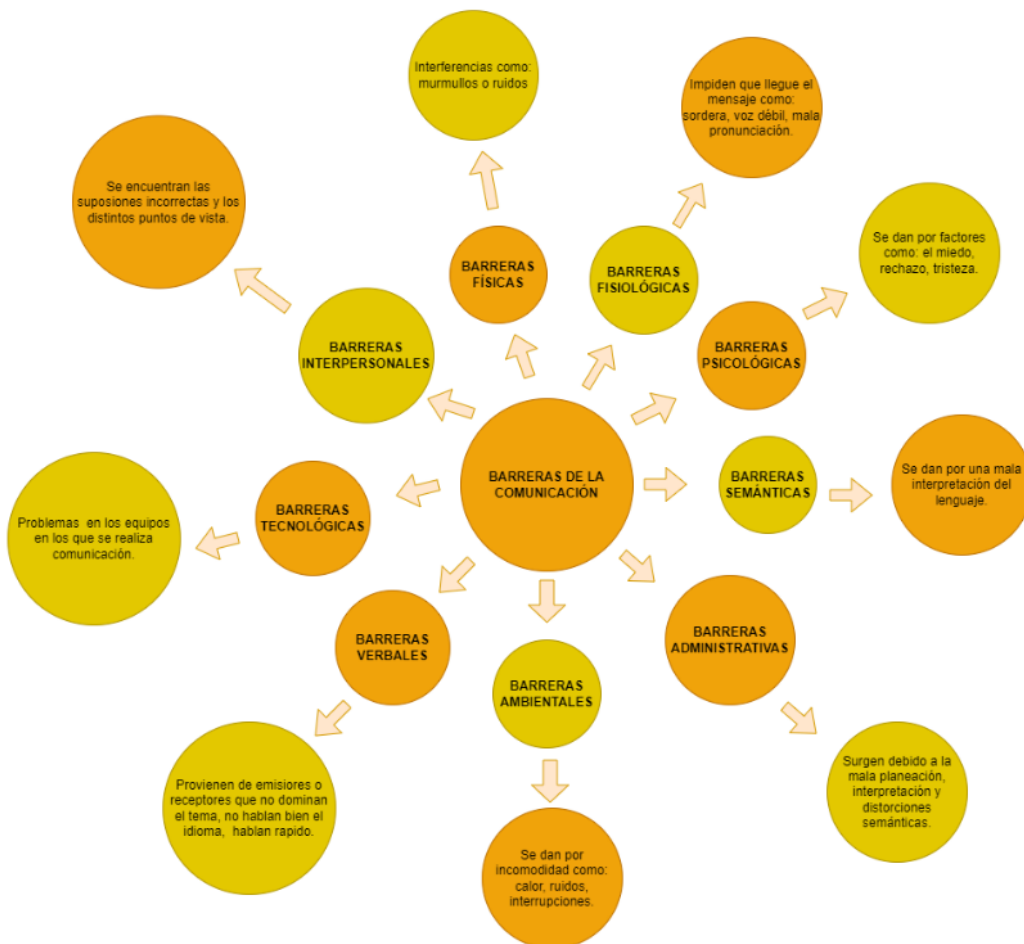 Interferencias como:
murmullos o ruidos
Impiden que llegue el
mensaje como:
sordera, voz débil, mala
pronunciación.
Se encuentran las
suposiones incorrectas y los
distintos puntos de vista.
Se dan por factores
como: el miedo,
rechazo, tristeza.
BARRERAS
FÍSICAS
BARRERAS
FISIOLÓGICAS
BARRERAS
INTERPERSONALES
BARRERAS
PSICOLÓGICAS
BARRERAS DE LA
COMUNICACIÓN
BARRERAS
SEMÁNTICAS
Se dan por una mala
interpretación del
lenguaje.
BARRERAS
TECNOLÓGICAS
Problemas en los equipos
en los que se realiza
comunicación.
BARRERAS
VERBALES
BARRERAS
AMBIENTALES
BARRERAS
ADMINISTRATIVAS
Provienen de emisiores o
receptores que no dominan
el tema, no hablan bien el
idioma, hablan rapido.
Se dan por
incomodidad como:
calor, ruidos,
interrupciones.
Surgen debido a la
mala planeación,
interpretación y
distorciones
semánticas.